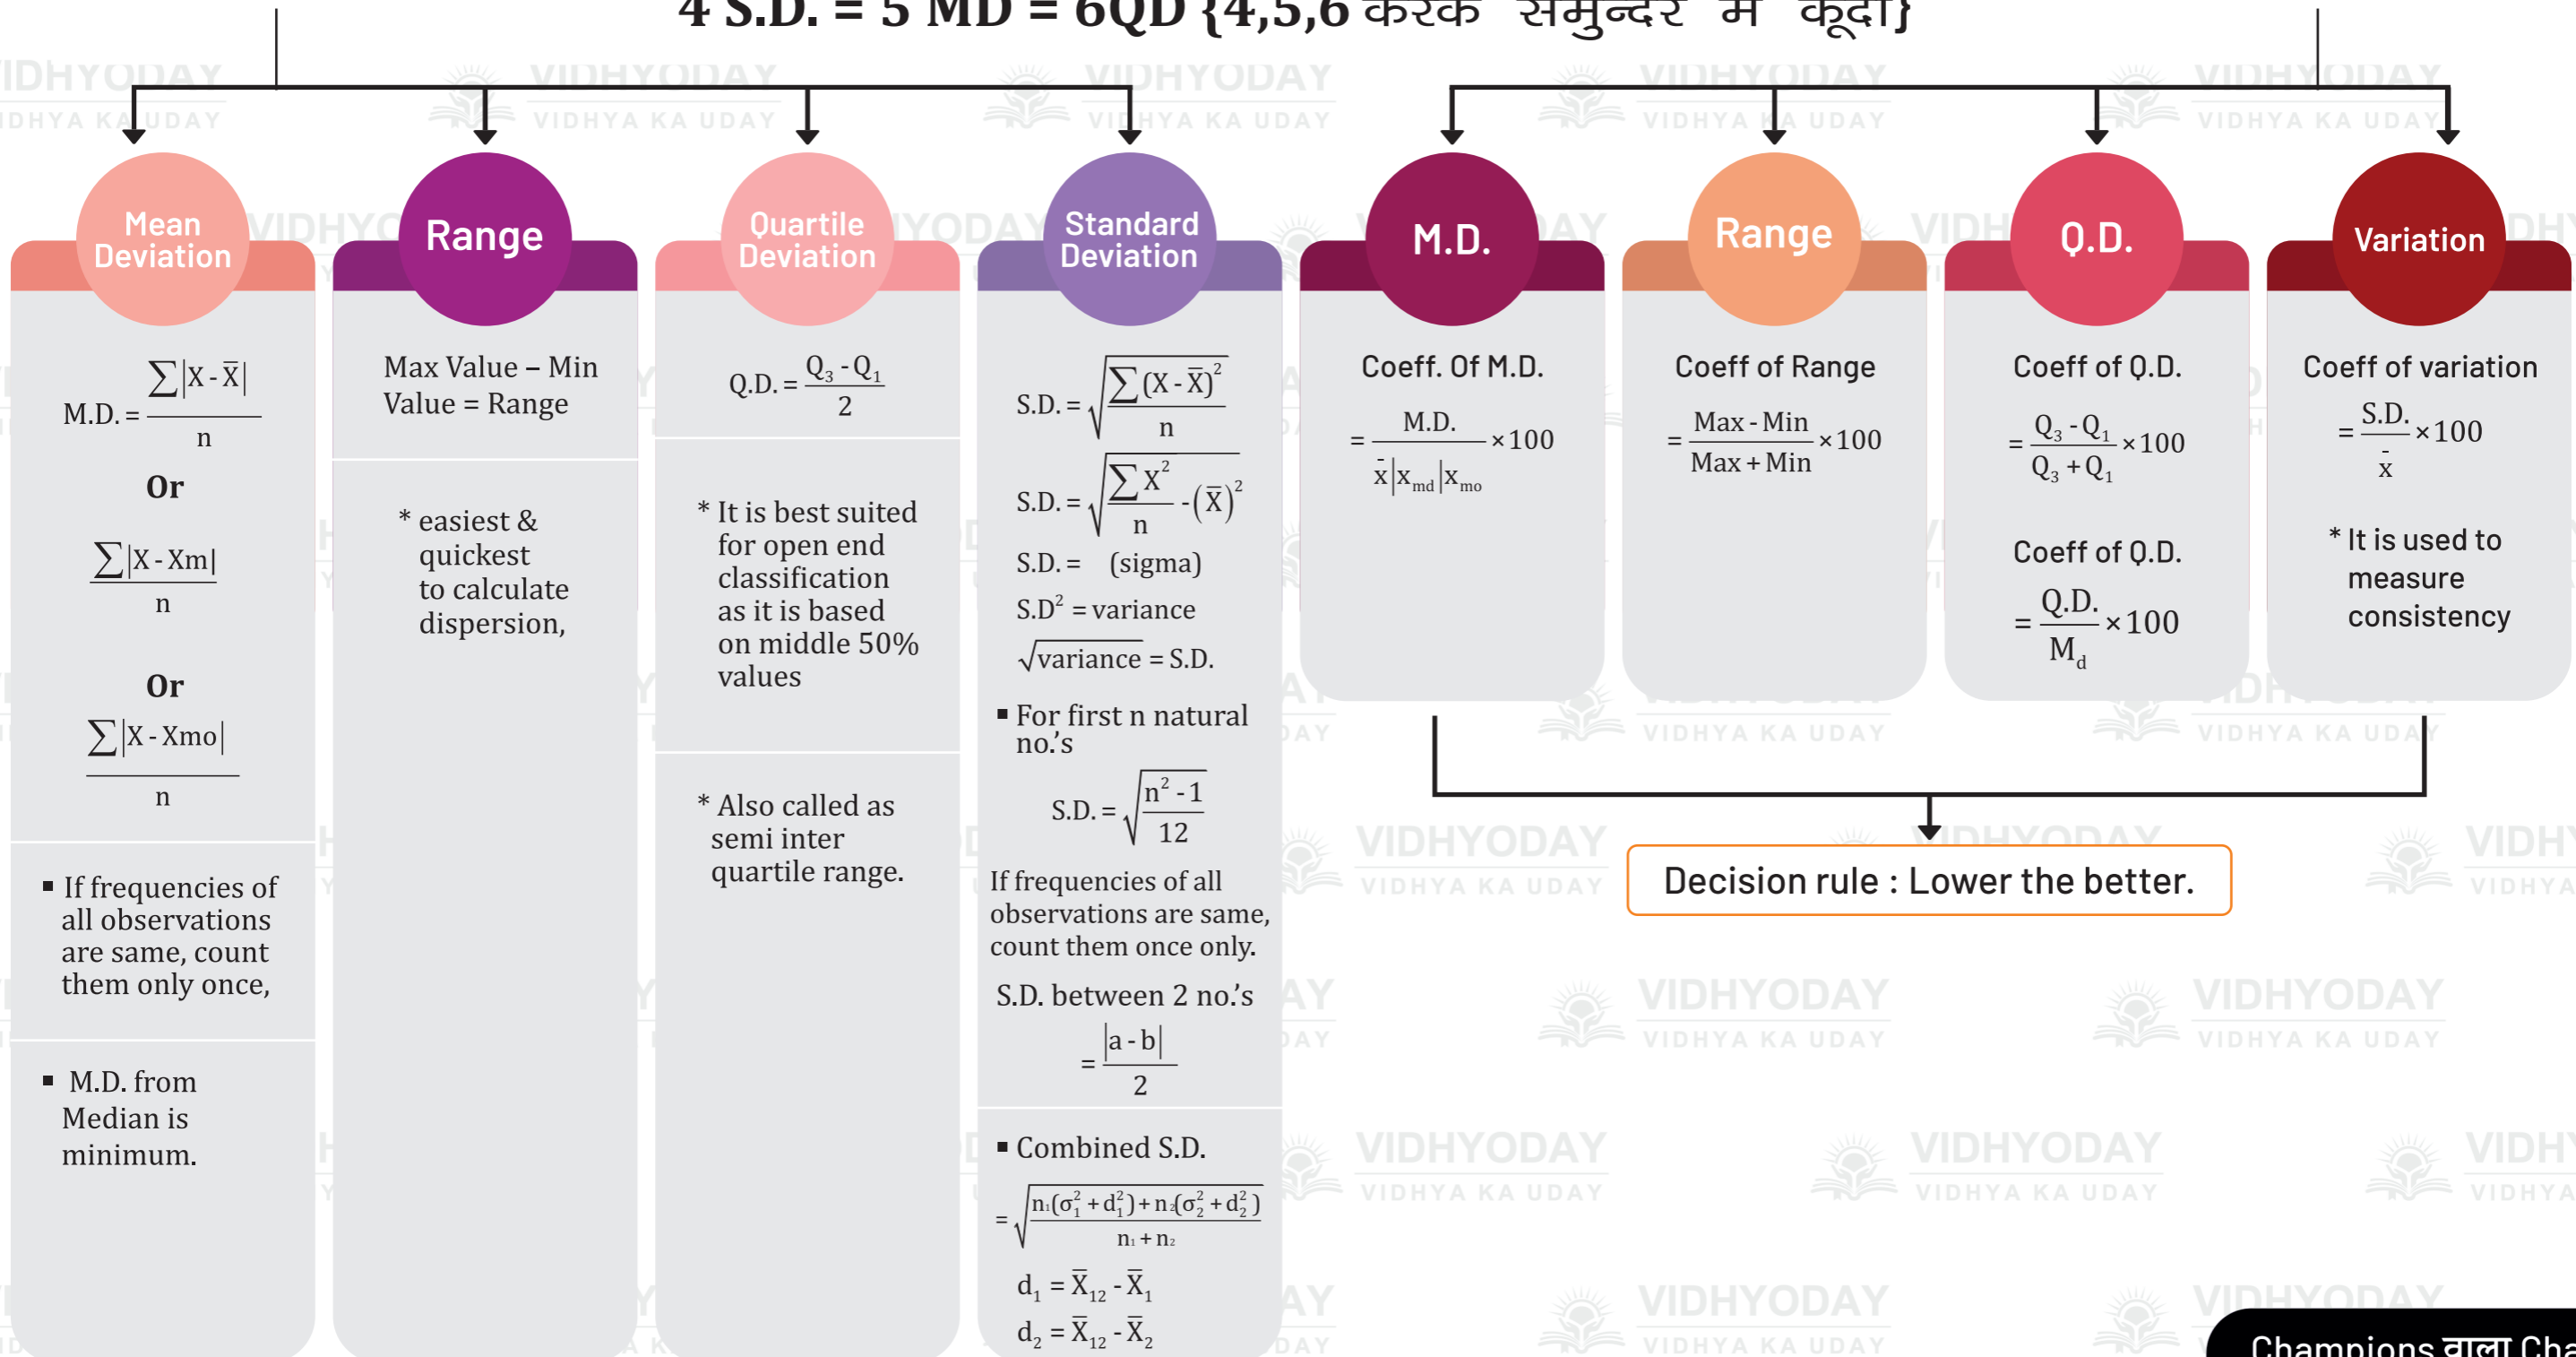 4 S.D. = 5 MD = 6QD {4,5,6 करके समुन्दर में कूदा}
Mean
Deviation
M.D. = ∑|X - X̅| / n
Or
∑|X - Xm| / n
Or
∑|X - Xmo| / n
▪ If frequencies of
all observations
are same, count
them only once,
▪ M.D. from
Median is
minimum.
Range
Max Value – Min
Value = Range
* easiest &
quickest
to calculate
dispersion,
Quartile
Deviation
Q.D. = (Q₃ - Q₁) / 2
* It is best suited
for open end
classification
as it is based
on middle 50%
values
* Also called as
semi inter
quartile range.
Standard
Deviation
S.D. = √(∑(X - X̅)² / n)
S.D. = √(∑X² / n - (X̅)²)
S.D. = (sigma)
S.D² = variance
√variance = S.D.
▪ For first n natural
no.'s
S.D. = √((n² - 1) / 12)
If frequencies of all
observations are same,
count them once only.
S.D. between 2 no.'s
= |a - b| / 2
▪ Combined S.D.
= √((n₁(σ₁² + d₁²) + n₂(σ₂² + d₂²)) / (n₁ + n₂))
d₁ = X̅₁₂ - X̅₁
d₂ = X̅₁₂ - X̅₂
M.D.
Coeff. Of M.D.
= M.D. / x̄|x_md|x_mo ×100
Range
Coeff of Range
= (Max - Min) / (Max + Min) ×100
Q.D.
Coeff of Q.D.
= (Q₃ - Q₁) / (Q₃ + Q₁) ×100
Coeff of Q.D.
= Q.D. / M_d ×100
Variation
Coeff of variation
= S.D. / x̄ ×100
* It is used to
measure
consistency
Decision rule : Lower the better.
VIDHYODAY
VIDHYA KA UDAY
Champions वाला Cha